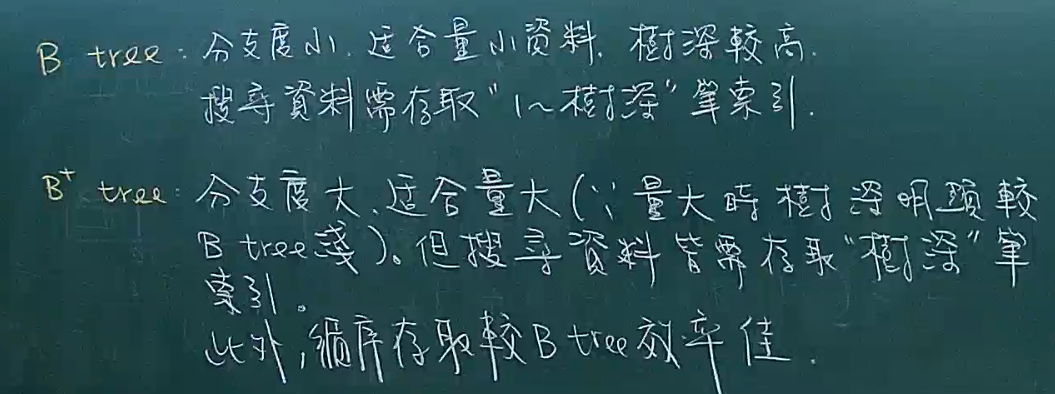 B tree：分支度小．适合量小資料．樹深較高．
搜尋資料需存取"1~樹深"筆索引．
B⁺ tree：分支度大、适合量大(∵量大時樹深明顯較
B tree淺)。但搜尋資料皆需存取"樹深"筆
索引。
此外，循序存取較B tree效率佳．